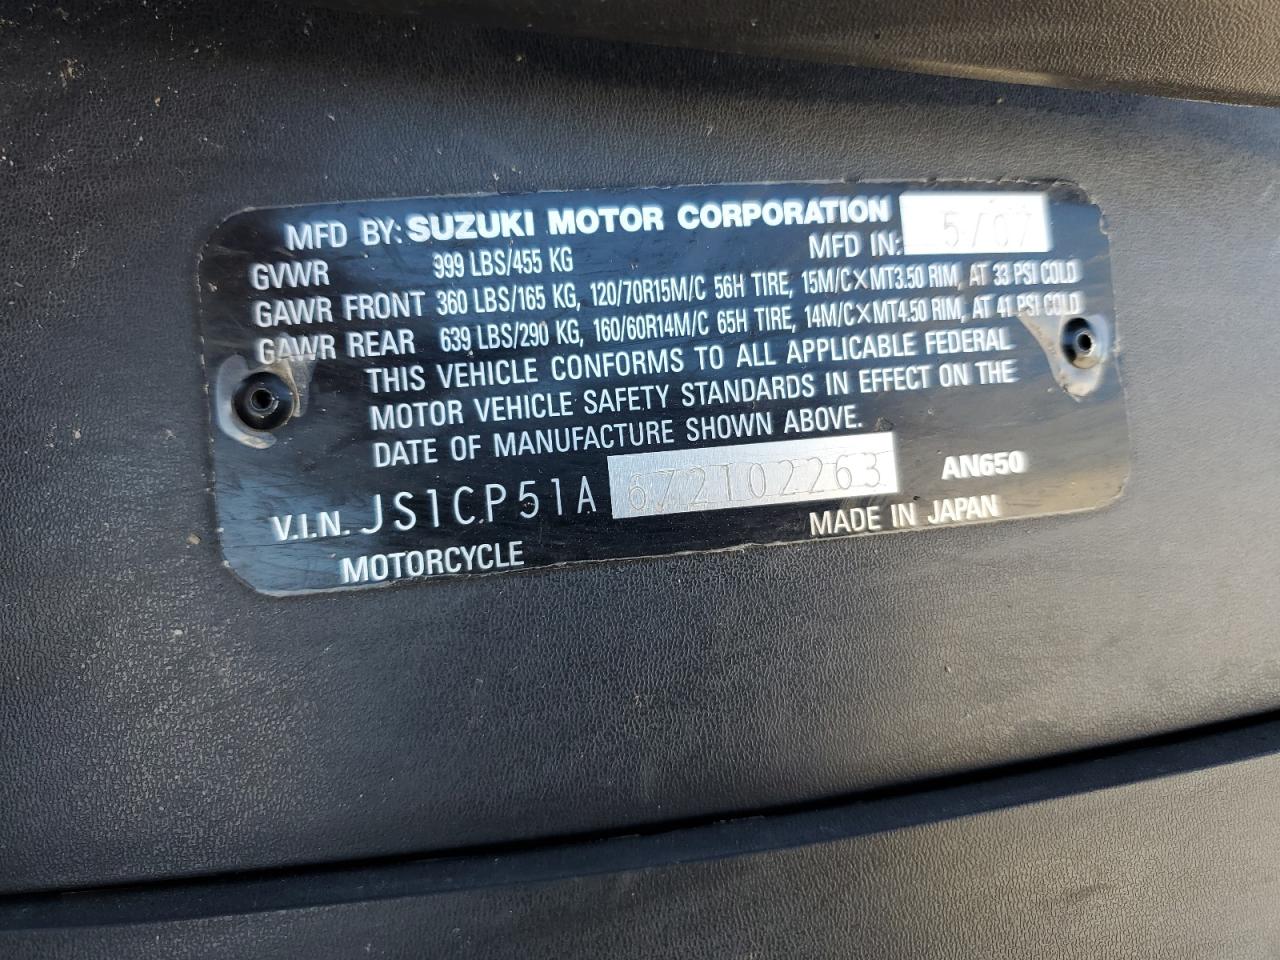 MFD BY: SUZUKI MOTOR CORPORATION
MFD IN: 5/07
GVWR 999 LBS/455 KG
GAWR FRONT 360 LBS/165 KG, 120/70R15M/C 56H TIRE, 15M/C×MT3.50 RIM, AT 33 PSI COLD
GAWR REAR 639 LBS/290 KG, 160/60R14M/C 65H TIRE, 14M/C×MT4.50 RIM, AT 41 PSI COLD
THIS VEHICLE CONFORMS TO ALL APPLICABLE FEDERAL
MOTOR VEHICLE SAFETY STANDARDS IN EFFECT ON THE
DATE OF MANUFACTURE SHOWN ABOVE.
V.I.N. JS1CP51A672102263 AN650
MOTORCYCLE MADE IN JAPAN